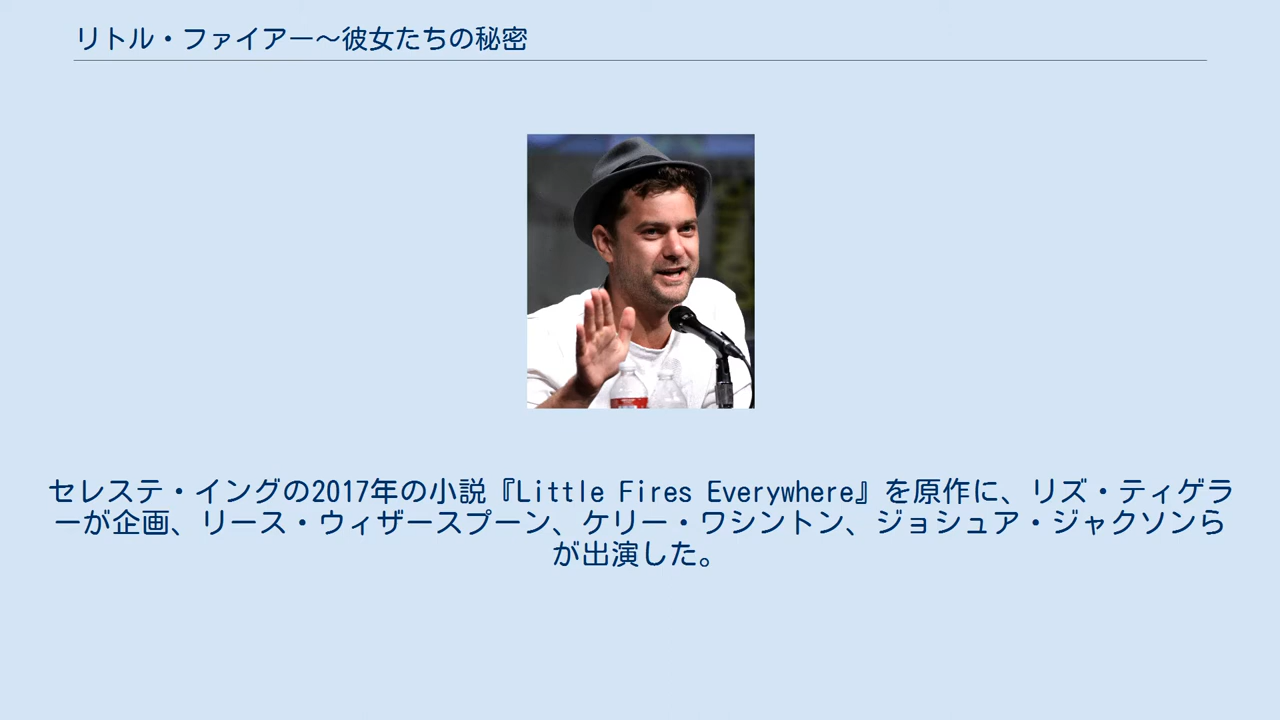 リトル・ファイアー～彼女たちの秘密
セレステ・イングの2017年の小説『Little Fires Everywhere』を原作に、リズ・ティゲラ
ーが企画、リース・ウィザースプーン、ケリー・ワシントン、ジョシュア・ジャクソンら
が出演した。